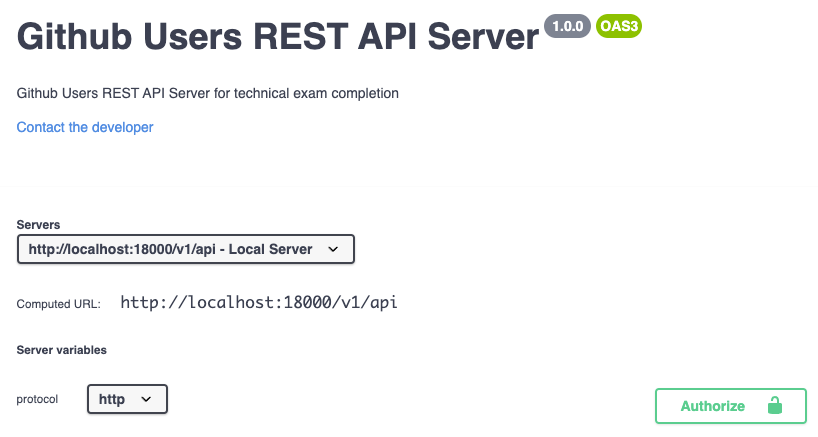 Github Users REST API Server 1.0.0 OAS3
Github Users REST API Server for technical exam completion
Contact the developer
Servers
http://localhost:18000/v1/api - Local Server
Computed URL: http://localhost:18000/v1/api
Server variables
protocol http
Authorize